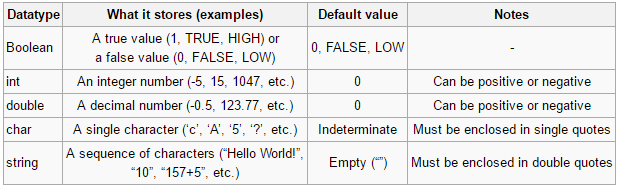 Datatype What it stores (examples) Default value Notes
Boolean A true value (1, TRUE, HIGH) or
a false value (0, FALSE, LOW) 0, FALSE, LOW -
int An integer number (-5, 15, 1047, etc.) 0 Can be positive or negative
double A decimal number (-0.5, 123.77, etc.) 0 Can be positive or negative
char A single character (‘c’, ‘A’, ‘5’, ‘?’, etc.) Indeterminate Must be enclosed in single quotes
string A sequence of characters (“Hello World!”,
“10”, “157+5”, etc.) Empty (“”) Must be enclosed in double quotes